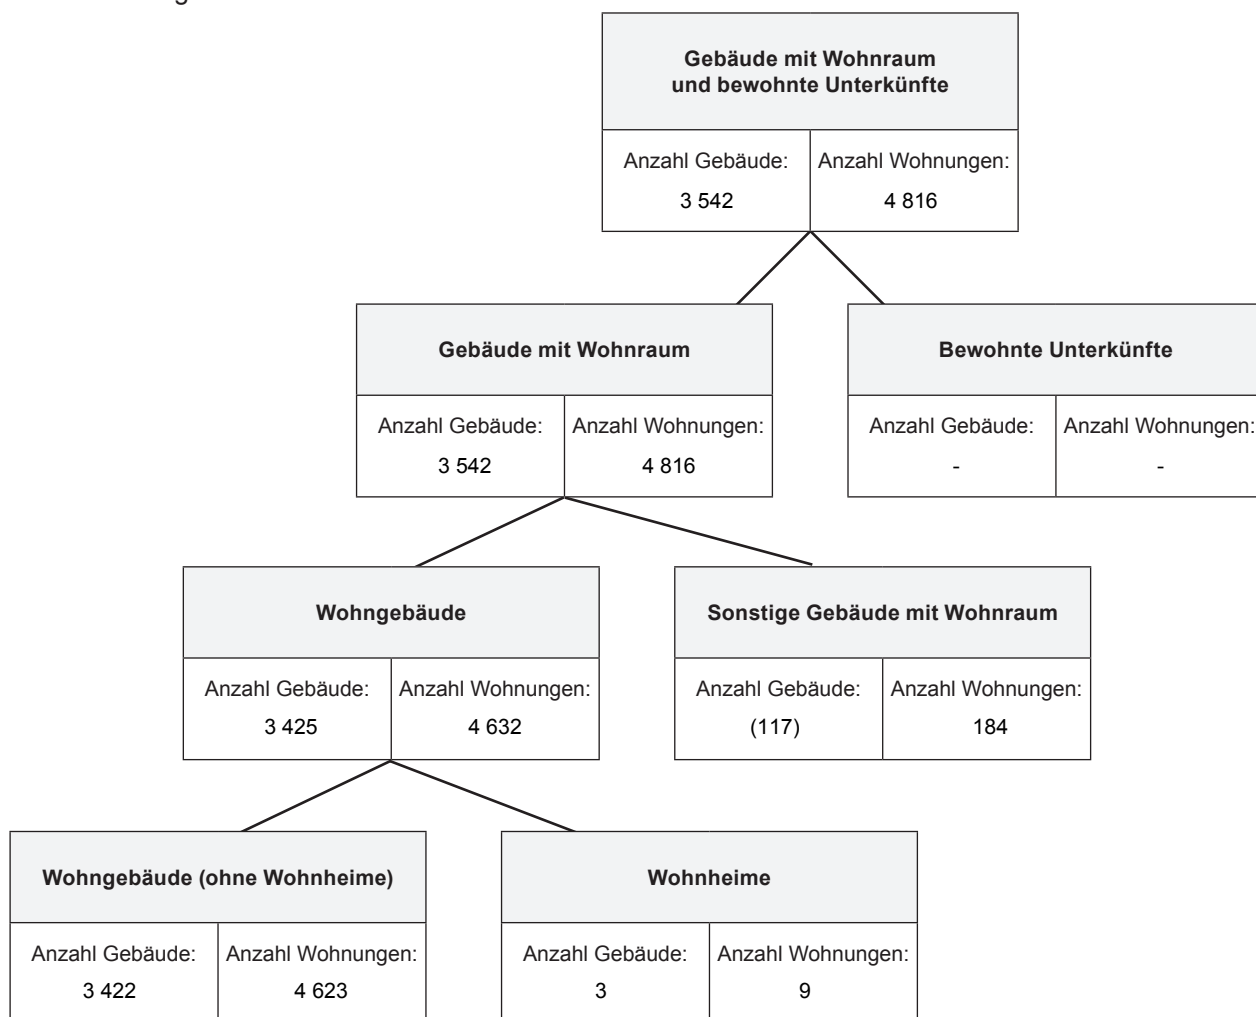 Gebäude mit Wohnraum
und bewohnte Unterkünfte
Anzahl Gebäude: Anzahl Wohnungen:
3 542 4 816
Gebäude mit Wohnraum Bewohnte Unterkünfte
Anzahl Gebäude: Anzahl Wohnungen: Anzahl Gebäude: Anzahl Wohnungen:
3 542 4 816 - -
Wohngebäude Sonstige Gebäude mit Wohnraum
Anzahl Gebäude: Anzahl Wohnungen: Anzahl Gebäude: Anzahl Wohnungen:
3 425 4 632 (117) 184
Wohngebäude (ohne Wohnheime) Wohnheime
Anzahl Gebäude: Anzahl Wohnungen: Anzahl Gebäude: Anzahl Wohnungen:
3 422 4 623 3 9